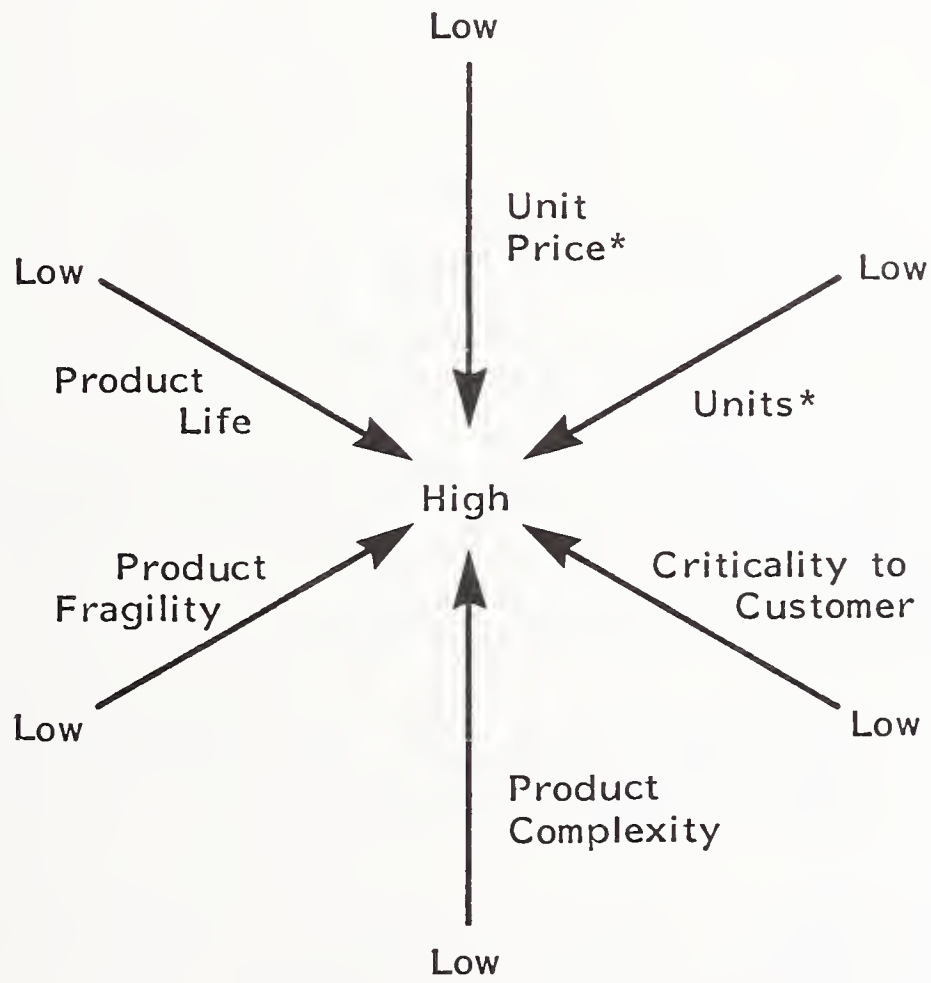 Low
Unit
Price*
Low
Low
Product
Life
Units*
High
Product
Fragility
Criticality to
Customer
Low
Low
Product
Complexity
Low